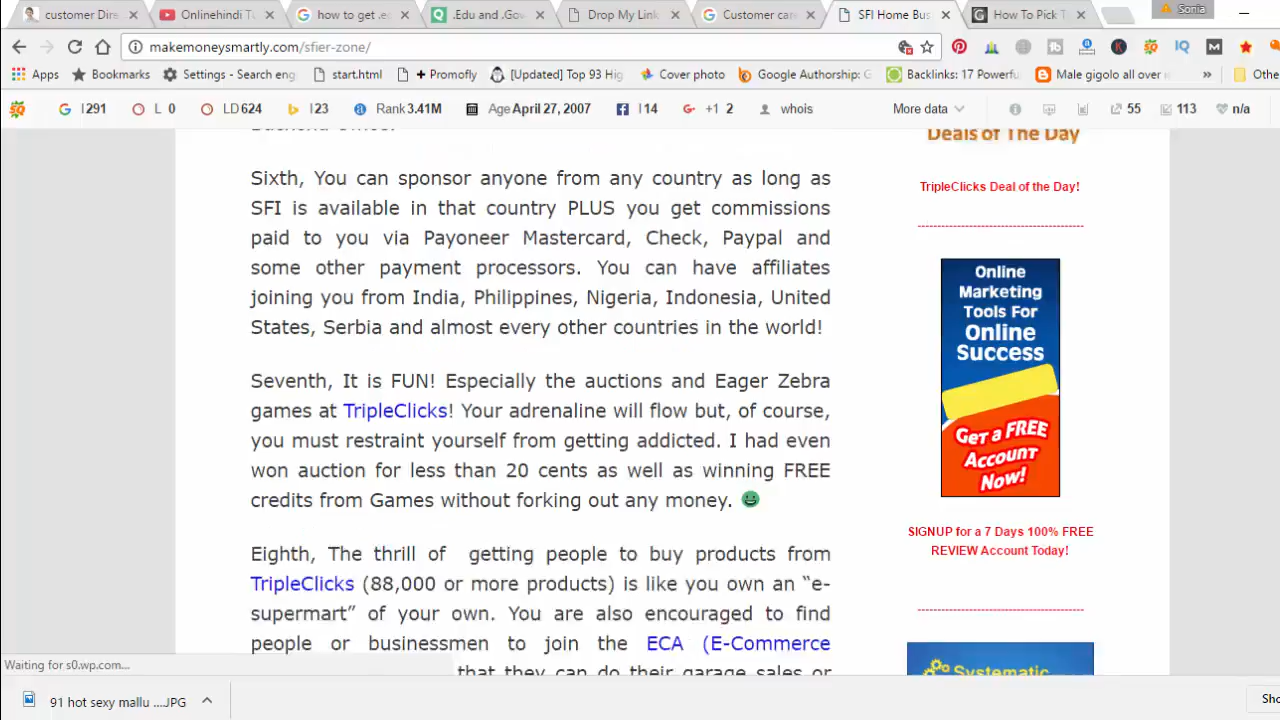 customer Dire
Onlinehindi Tv
how to get .ed
.Edu and .Gov
Drop My Link
Customer care
SFI Home Bus
How To Pick T
Sonia
makemoneysmartly.com/sfier-zone/
Apps
Bookmarks
Settings - Search eng
start.html
+ Promofly
[Updated] Top 93 Hig
Cover photo
Google Authorship: G
Backlinks: 17 Powerfu
Male gigolo all over i
»
Othe
I 291
L 0
LD 624
I 23
Rank 3.41M
Age April 27, 2007
I 14
+1 2
whois
More data
55
113
n/a
Sixth, You can sponsor anyone from any country as long as
SFI is available in that country PLUS you get commissions
paid to you via Payoneer Mastercard, Check, Paypal and
some other payment processors. You can have affiliates
joining you from India, Philippines, Nigeria, Indonesia, United
States, Serbia and almost every other countries in the world!
Seventh, It is FUN! Especially the auctions and Eager Zebra
games at TripleClicks! Your adrenaline will flow but, of course,
you must restraint yourself from getting addicted. I had even
won auction for less than 20 cents as well as winning FREE
credits from Games without forking out any money.
Eighth, The thrill of getting people to buy products from
TripleClicks (88,000 or more products) is like you own an “e-
supermart” of your own. You are also encouraged to find
people or businessmen to join the ECA (E-Commerce
that they can do their garage sales or
Deals of The Day
TripleClicks Deal of the Day!
Online
Marketing
Tools For
Online
Success
Get a FREE
Account
Now!
SIGNUP for a 7 Days 100% FREE
REVIEW Account Today!
Systematic
Waiting for s0.wp.com...
91 hot sexy mallu ....JPG
Sho